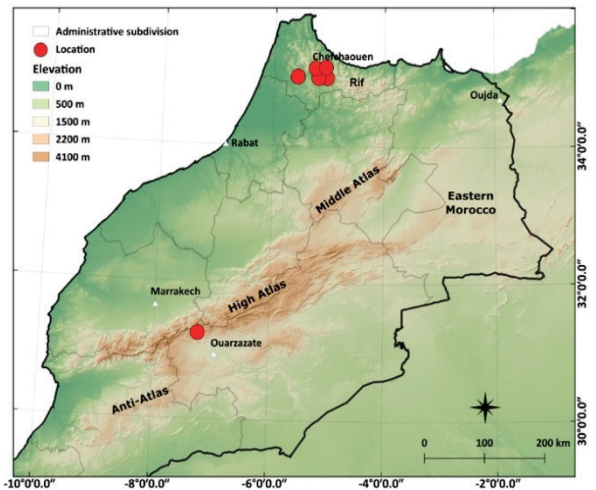 Administrative subdivision
Location
Elevation
0 m
500 m
1500 m
2200 m
4100 m
Chefchaouen
Rif
Oujda
Rabat
34°0'0.0"
Middle Atlas
Eastern
Morocco
32°0'0.0"
Marrakech
High Atlas
Ouarzazate
Anti-Atlas
30°0'0.0"
0 100 200 km
-10°0'0.0" -8°0'0.0" -6°0'0.0" -4°0'0.0" -2°0'0.0"